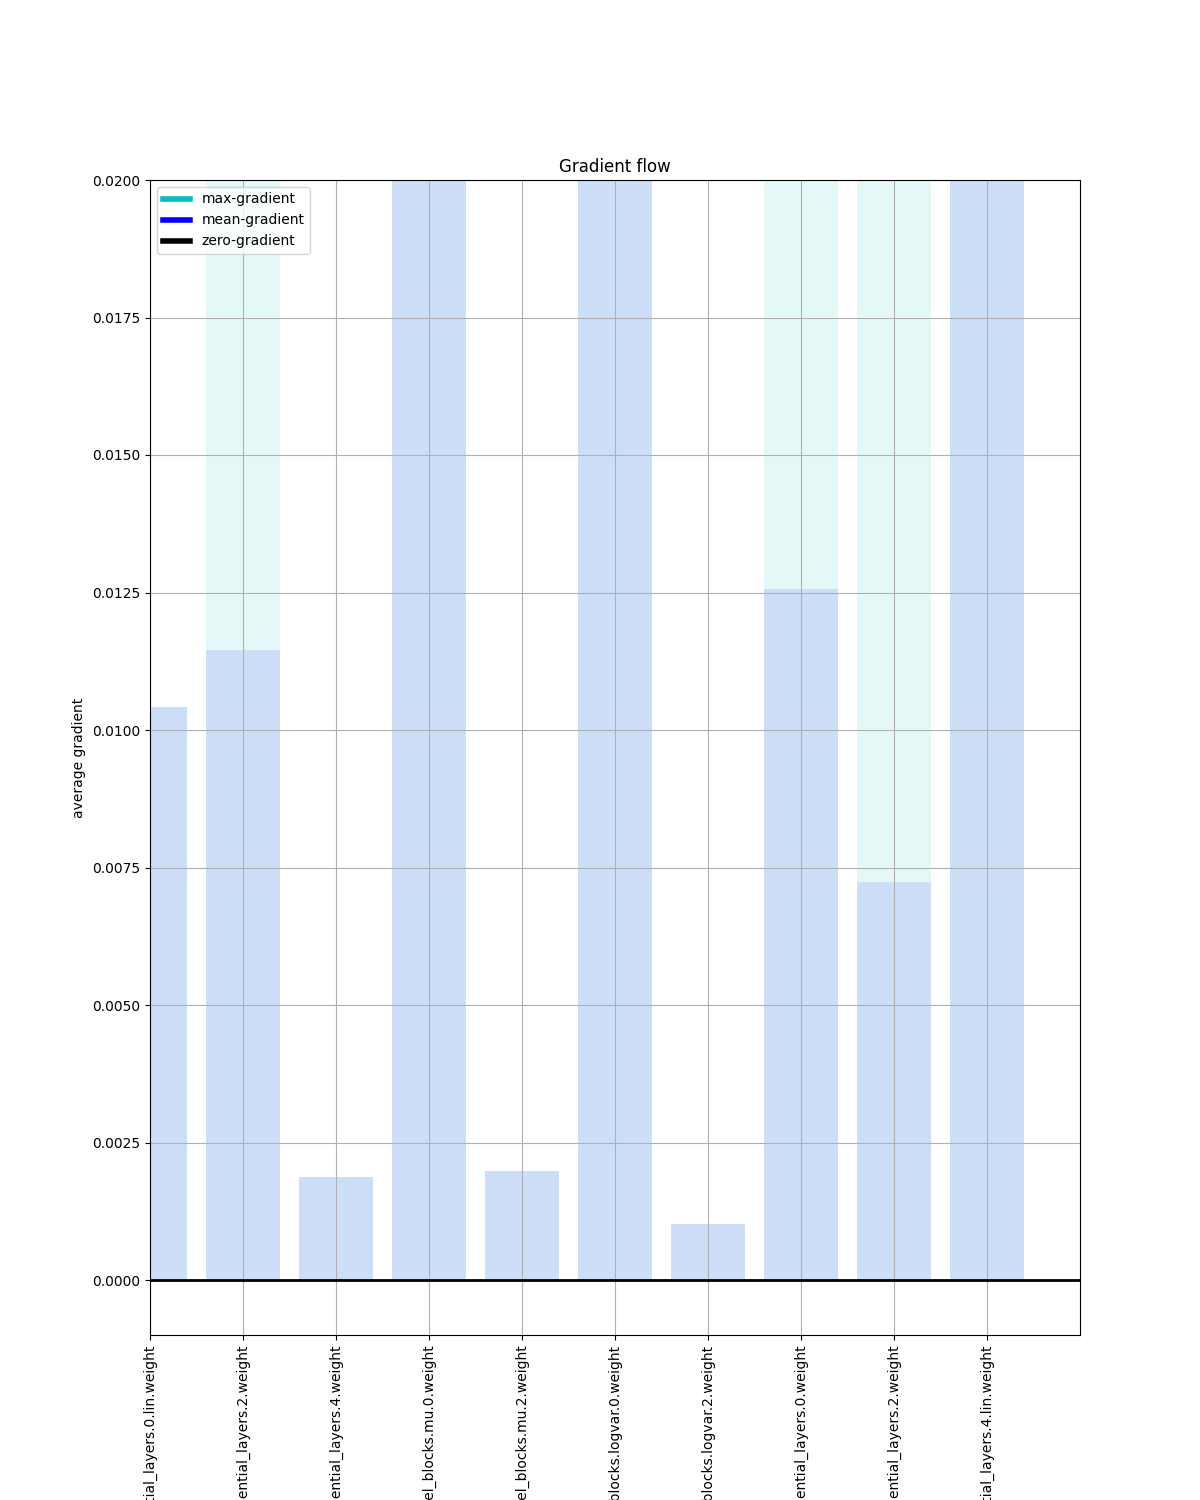 Gradient flow
max-gradient
mean-gradient
zero-gradient
0.0200
0.0175
0.0150
0.0125
0.0100
0.0075
0.0050
0.0025
0.0000
average gradient
tial_layers.0.lin.weight
ential_layers.2.weight
ential_layers.4.weight
el_blocks.mu.0.weight
el_blocks.mu.2.weight
blocks.logvar.0.weight
blocks.logvar.2.weight
ential_layers.0.weight
ential_layers.2.weight
tial_layers.4.lin.weight